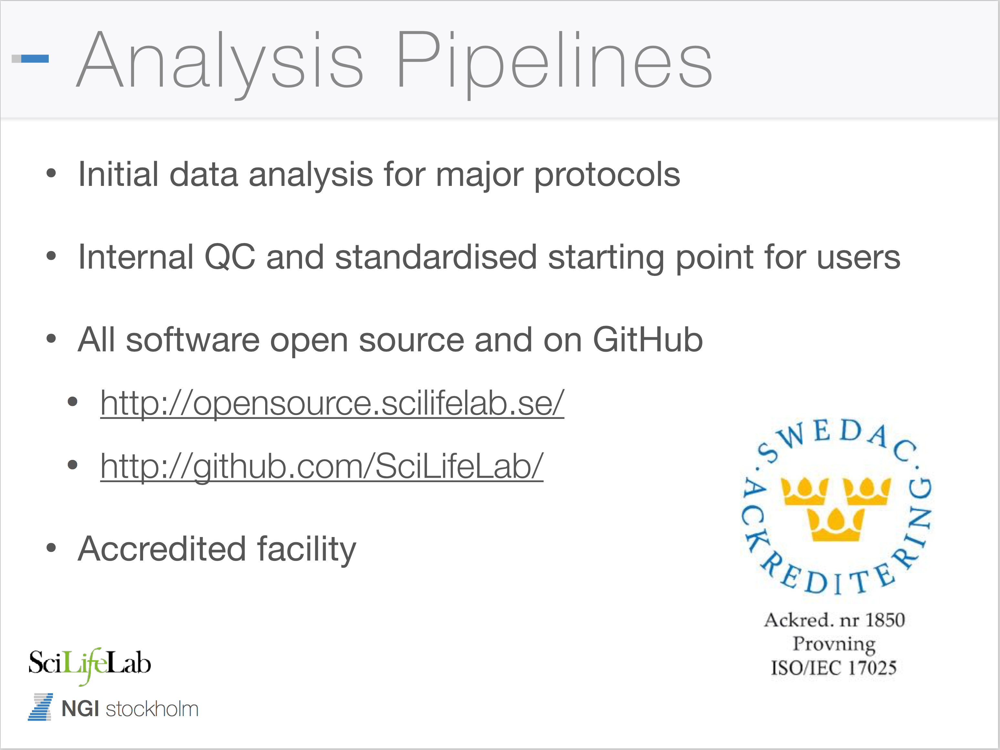 Analysis Pipelines
• Initial data analysis for major protocols
• Internal QC and standardised starting point for users
• All software open source and on GitHub
• http://opensource.scilifelab.se/
• http://github.com/SciLifeLab/
• Accredited facility
· SWEDAC ·
ACKREDITERING
Ackred. nr 1850
Provning
ISO/IEC 17025
SciLifeLab
NGI stockholm